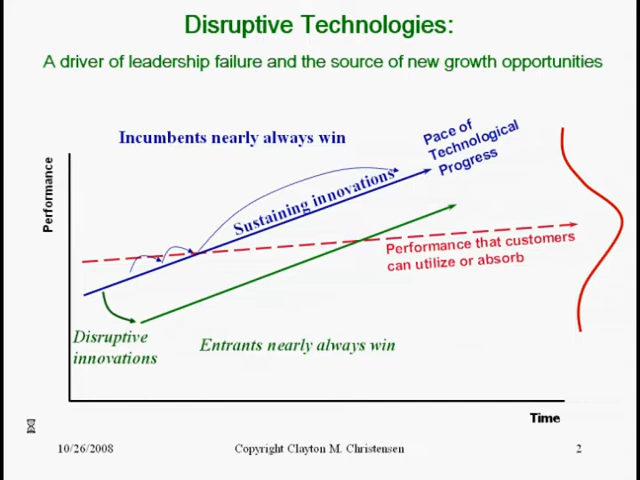 Disruptive Technologies:
A driver of leadership failure and the source of new growth opportunities
Incumbents nearly always win
Pace of
Technological
Progress
Performance
Sustaining innovations
Performance that customers
can utilize or absorb
Disruptive
innovations
Entrants nearly always win
Time
10/26/2008
Copyright Clayton M. Christensen
2